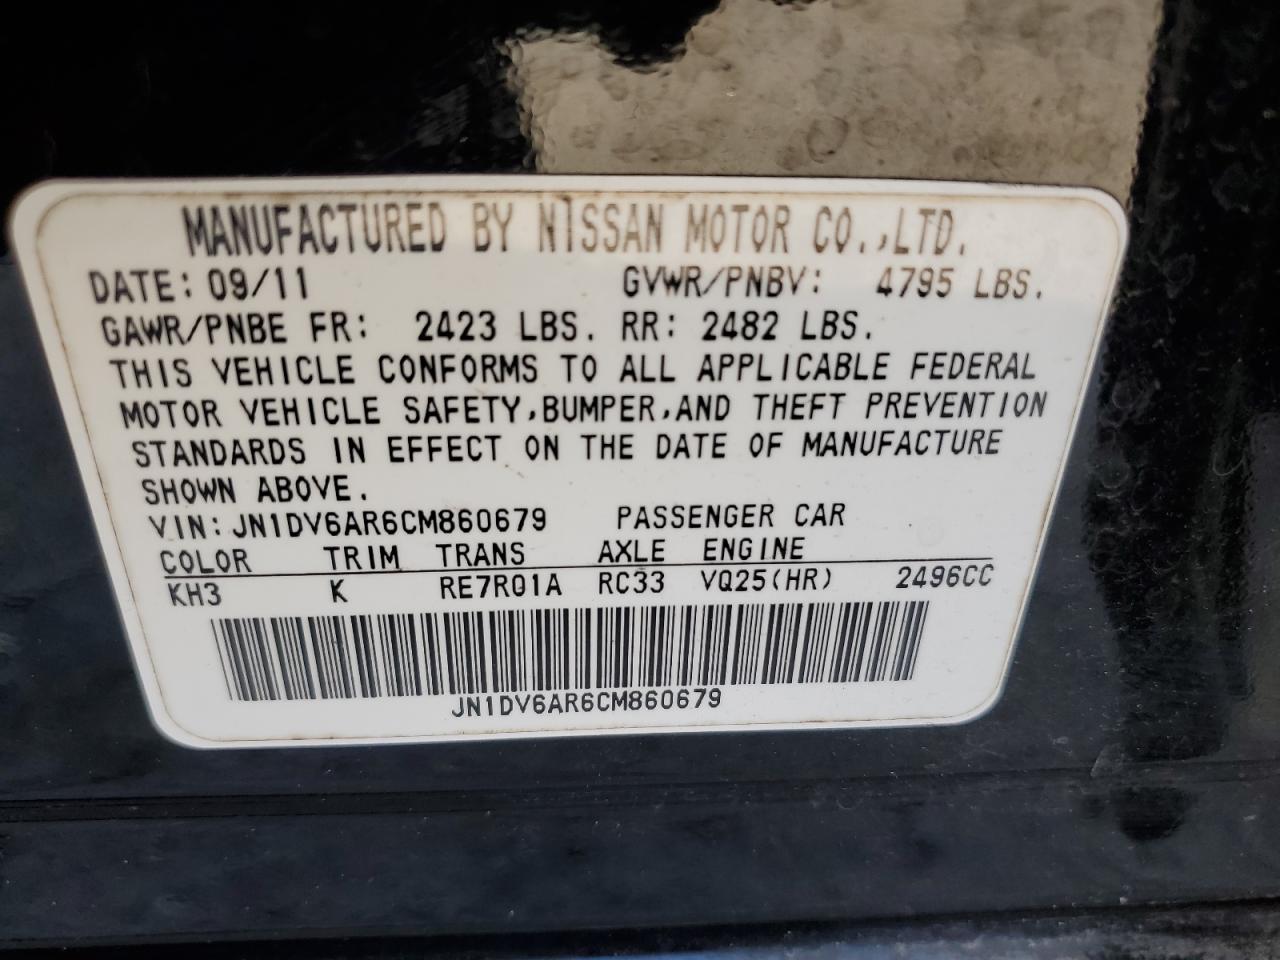 MANUFACTURED BY NISSAN MOTOR CO.,LTD.
DATE: 09/11 GVWR/PNBV: 4795 LBS.
GAWR/PNBE FR: 2423 LBS. RR: 2482 LBS.
THIS VEHICLE CONFORMS TO ALL APPLICABLE FEDERAL
MOTOR VEHICLE SAFETY,BUMPER,AND THEFT PREVENTION
STANDARDS IN EFFECT ON THE DATE OF MANUFACTURE
SHOWN ABOVE.
VIN:JN1DV6AR6CM860679 PASSENGER CAR
COLOR TRIM TRANS AXLE ENGINE
KH3 K RE7R01A RC33 VQ25(HR) 2496CC
JN1DV6AR6CM860679